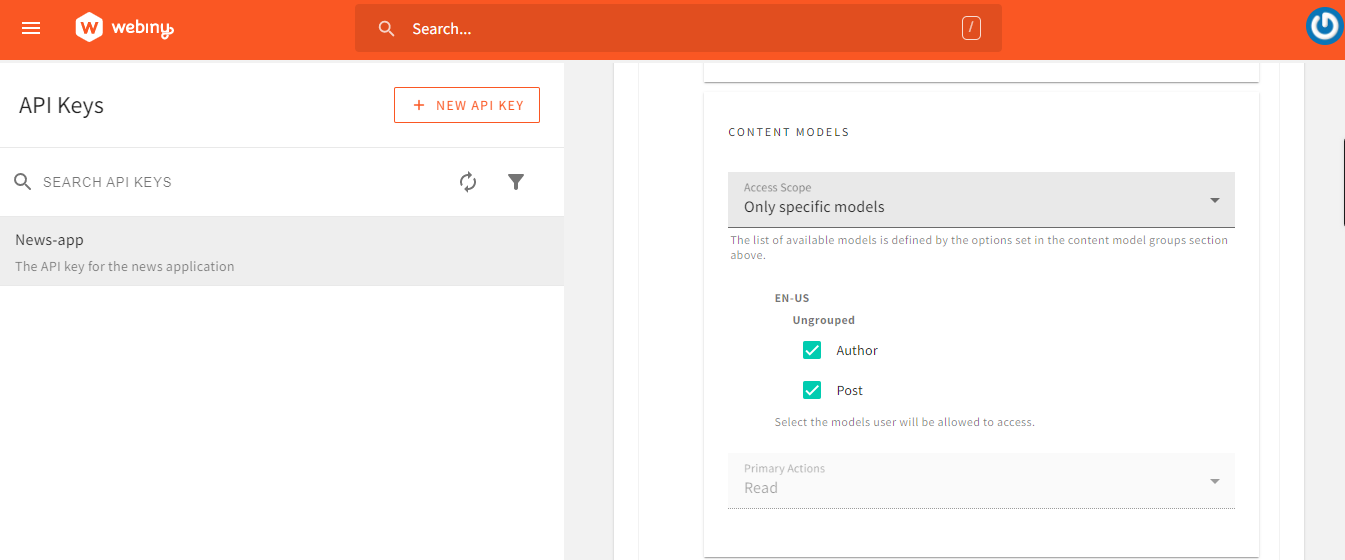 webiny
Search...
/
API Keys
+ NEW API KEY
SEARCH API KEYS
News-app
The API key for the news application
CONTENT MODELS
Access Scope
Only specific models
The list of available models is defined by the options set in the content model groups section
above.
EN-US
Ungrouped
Author
Post
Select the models user will be allowed to access.
Primary Actions
Read